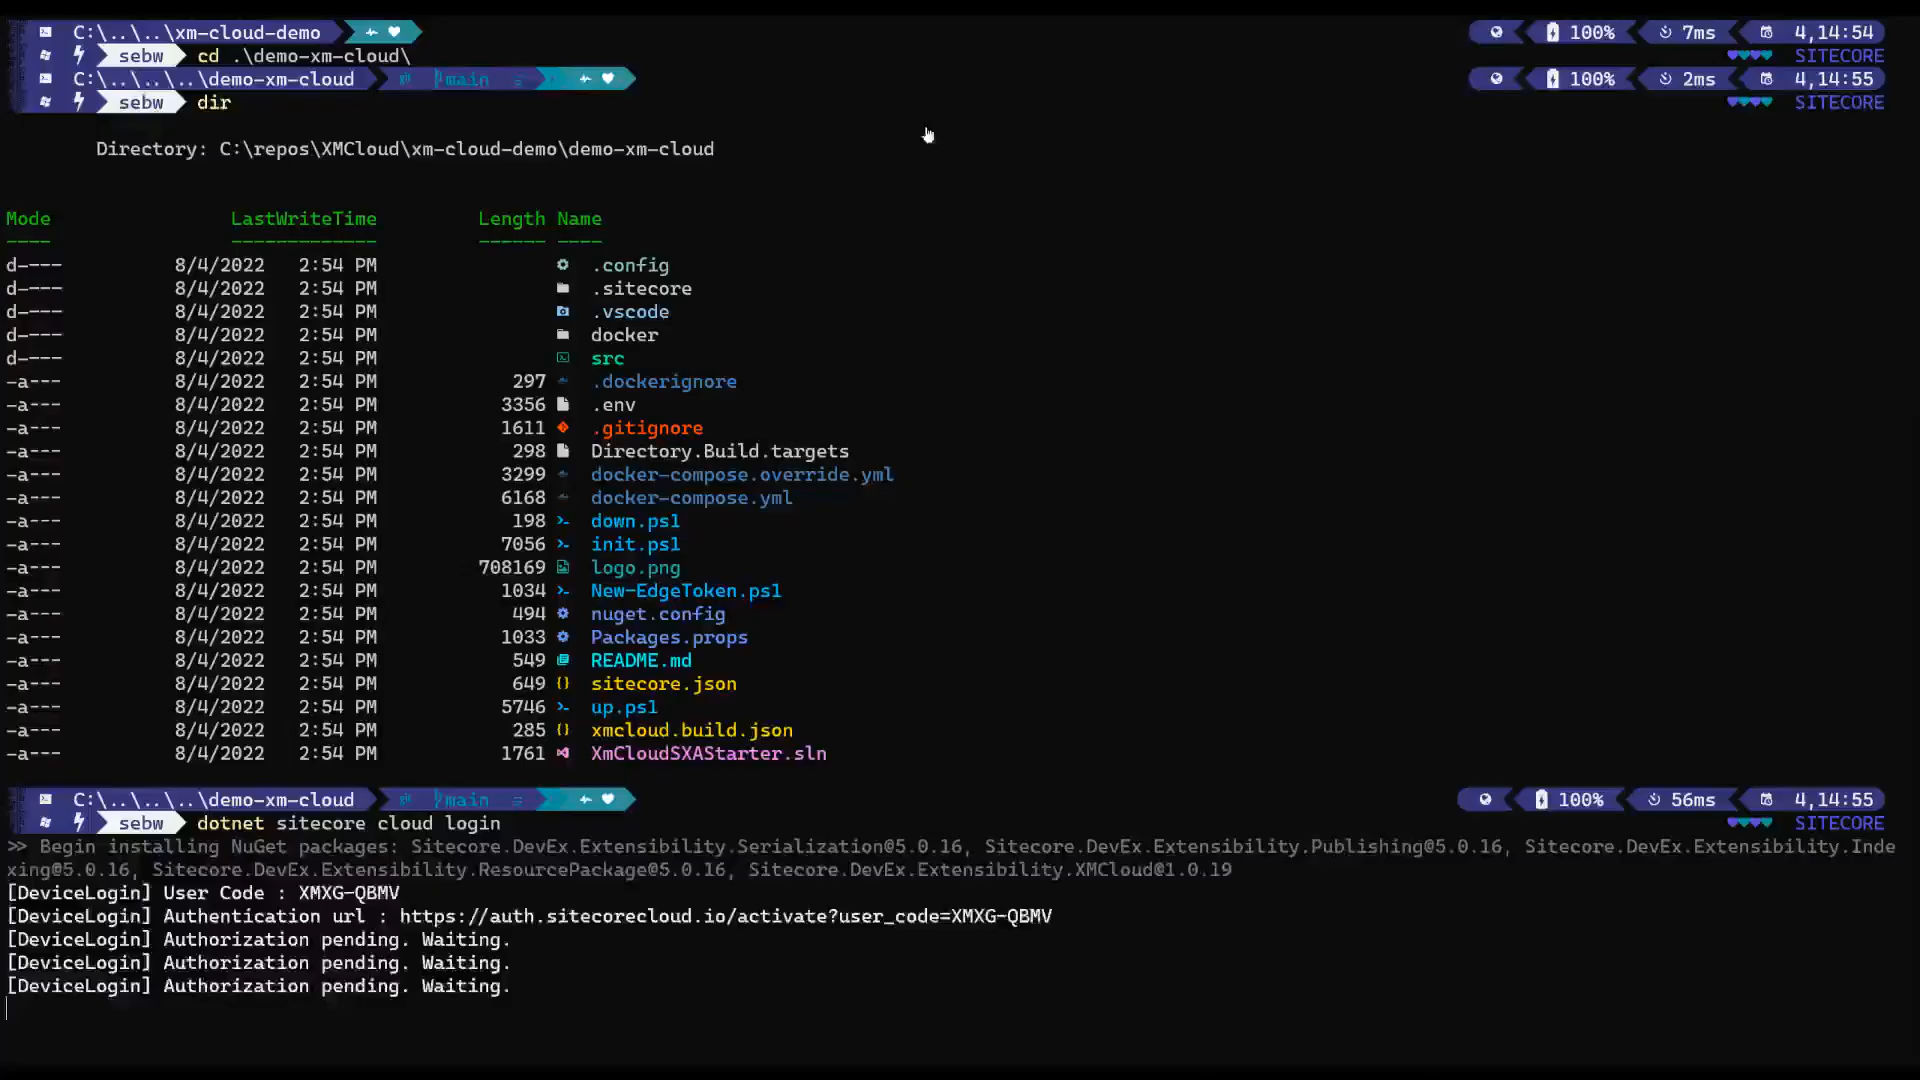 C:\..\..\xm-cloud-demo 100% 7ms 4,14:54
sebw cd .\demo-xm-cloud\ SITECORE
C:\..\..\..\demo-xm-cloud main = 100% 2ms 4,14:55
sebw dir SITECORE
Directory: C:\repos\XMCloud\xm-cloud-demo\demo-xm-cloud
Mode LastWriteTime Length Name
---- ------------- ------ ----
d---- 8/4/2022 2:54 PM .config
d---- 8/4/2022 2:54 PM .sitecore
d---- 8/4/2022 2:54 PM .vscode
d---- 8/4/2022 2:54 PM docker
d---- 8/4/2022 2:54 PM src
-a--- 8/4/2022 2:54 PM 297 .dockerignore
-a--- 8/4/2022 2:54 PM 3356 .env
-a--- 8/4/2022 2:54 PM 1611 .gitignore
-a--- 8/4/2022 2:54 PM 298 Directory.Build.targets
-a--- 8/4/2022 2:54 PM 3299 docker-compose.override.yml
-a--- 8/4/2022 2:54 PM 6168 docker-compose.yml
-a--- 8/4/2022 2:54 PM 198 down.ps1
-a--- 8/4/2022 2:54 PM 7056 init.ps1
-a--- 8/4/2022 2:54 PM 708169 logo.png
-a--- 8/4/2022 2:54 PM 1034 New-EdgeToken.ps1
-a--- 8/4/2022 2:54 PM 494 nuget.config
-a--- 8/4/2022 2:54 PM 1033 Packages.props
-a--- 8/4/2022 2:54 PM 549 README.md
-a--- 8/4/2022 2:54 PM 649 sitecore.json
-a--- 8/4/2022 2:54 PM 5746 up.ps1
-a--- 8/4/2022 2:54 PM 285 xmcloud.build.json
-a--- 8/4/2022 2:54 PM 1761 XmCloudSXAStarter.sln
C:\..\..\..\demo-xm-cloud main = 100% 56ms 4,14:55
sebw dotnet sitecore cloud login SITECORE
>> Begin installing NuGet packages: Sitecore.DevEx.Extensibility.Serialization@5.0.16, Sitecore.DevEx.Extensibility.Publishing@5.0.16, Sitecore.DevEx.Extensibility.Inde
xing@5.0.16, Sitecore.DevEx.Extensibility.ResourcePackage@5.0.16, Sitecore.DevEx.Extensibility.XMCloud@1.0.19
[DeviceLogin] User Code : XMXG-QBMV
[DeviceLogin] Authentication url : https://auth.sitecorecloud.io/activate?user_code=XMXG-QBMV
[DeviceLogin] Authorization pending. Waiting.
[DeviceLogin] Authorization pending. Waiting.
[DeviceLogin] Authorization pending. Waiting.